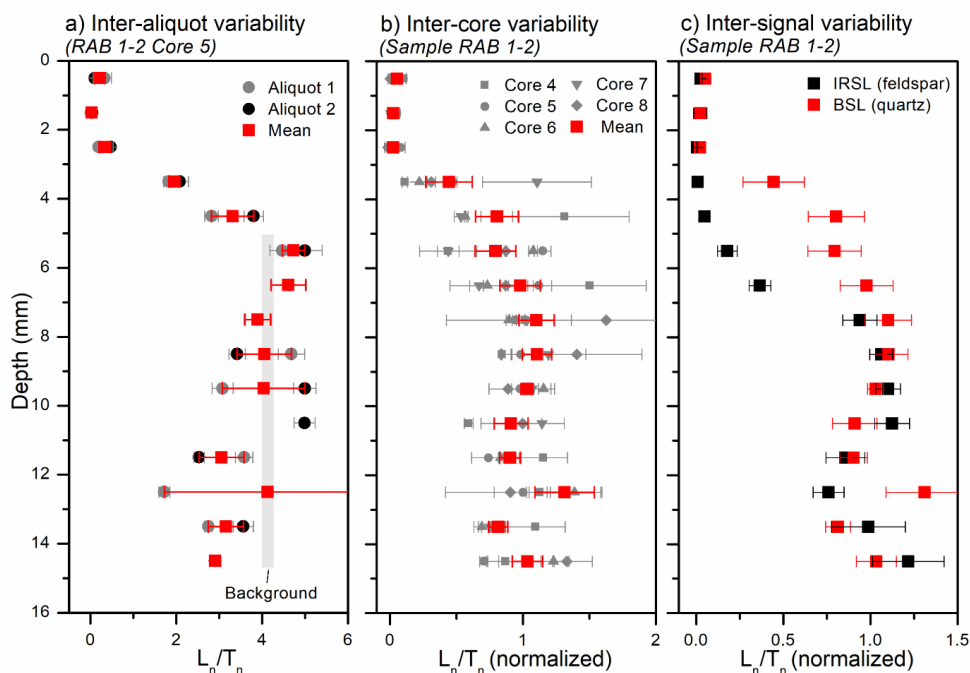 a) Inter-aliquot variability
(RAB 1-2 Core 5)
b) Inter-core variability
(Sample RAB 1-2)
c) Inter-signal variability
(Sample RAB 1-2)
Aliquot 1
Aliquot 2
Mean
Core 4
Core 5
Core 6
Core 7
Core 8
Mean
IRSL (feldspar)
BSL (quartz)
Background
Depth (mm)
0
2
4
6
8
10
12
14
16
0 2 4 6
Ln/Tn
0 1 2
Ln/Tn (normalized)
0.0 0.5 1.0 1.5
Ln/Tn (normalized)